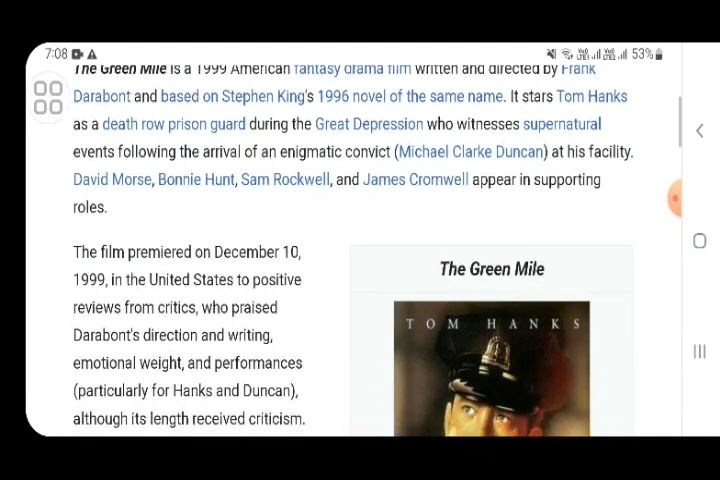 7:08
53%
The Green Mile is a 1999 American fantasy drama film written and directed by Frank
Darabont and based on Stephen King's 1996 novel of the same name. It stars Tom Hanks
as a death row prison guard during the Great Depression who witnesses supernatural
events following the arrival of an enigmatic convict (Michael Clarke Duncan) at his facility.
David Morse, Bonnie Hunt, Sam Rockwell, and James Cromwell appear in supporting
roles.
The film premiered on December 10,
1999, in the United States to positive
reviews from critics, who praised
Darabont's direction and writing,
emotional weight, and performances
(particularly for Hanks and Duncan),
although its length received criticism.
The Green Mile
TOM HANKS